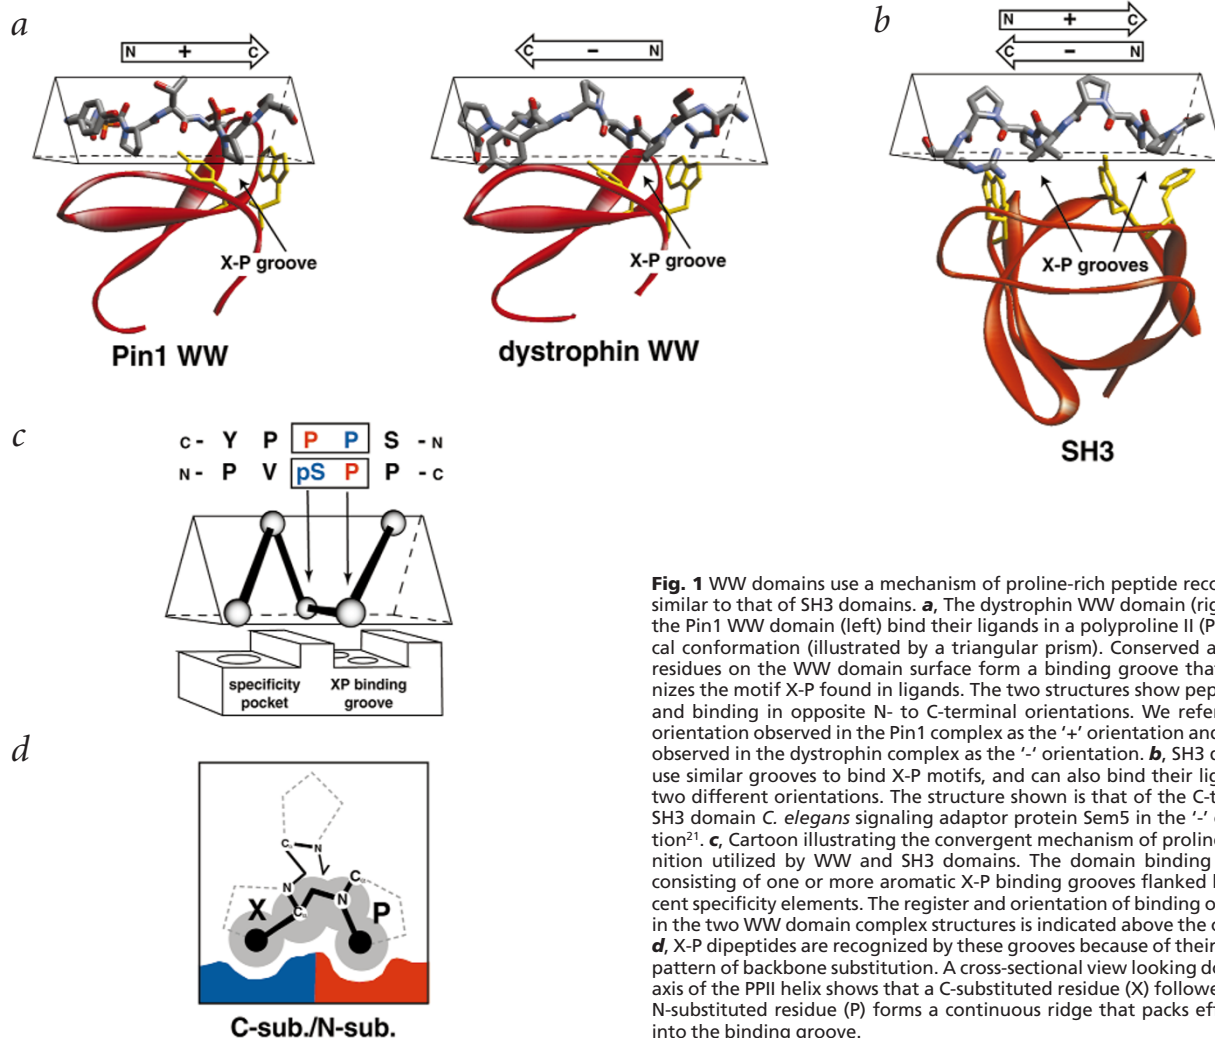 a
N + C
C - N
X-P groove
X-P groove
Pin1 WW
dystrophin WW
b
N + C
C - N
X-P grooves
SH3
c
C - Y P P P S - N
N - P V pS P P - C
specificity pocket
XP binding groove
d
Cα N
N Cα N Cα
X P
C-sub./N-sub.
Fig. 1 WW domains use a mechanism of proline-rich peptide reco
similar to that of SH3 domains. a, The dystrophin WW domain (rig
the Pin1 WW domain (left) bind their ligands in a polyproline II (P
cal conformation (illustrated by a triangular prism). Conserved a
residues on the WW domain surface form a binding groove that
nizes the motif X-P found in ligands. The two structures show pep
and binding in opposite N- to C-terminal orientations. We refer
orientation observed in the Pin1 complex as the '+' orientation and
observed in the dystrophin complex as the '-' orientation. b, SH3 d
use similar grooves to bind X-P motifs, and can also bind their lig
two different orientations. The structure shown is that of the C-t
SH3 domain C. elegans signaling adaptor protein Sem5 in the '-'
tion21. c, Cartoon illustrating the convergent mechanism of proline
nition utilized by WW and SH3 domains. The domain binding
consisting of one or more aromatic X-P binding grooves flanked
cent specificity elements. The register and orientation of binding o
in the two WW domain complex structures is indicated above the
d, X-P dipeptides are recognized by these grooves because of their
pattern of backbone substitution. A cross-sectional view looking do
axis of the PPII helix shows that a C-substituted residue (X) followe
N-substituted residue (P) forms a continuous ridge that packs eff
into the binding groove.